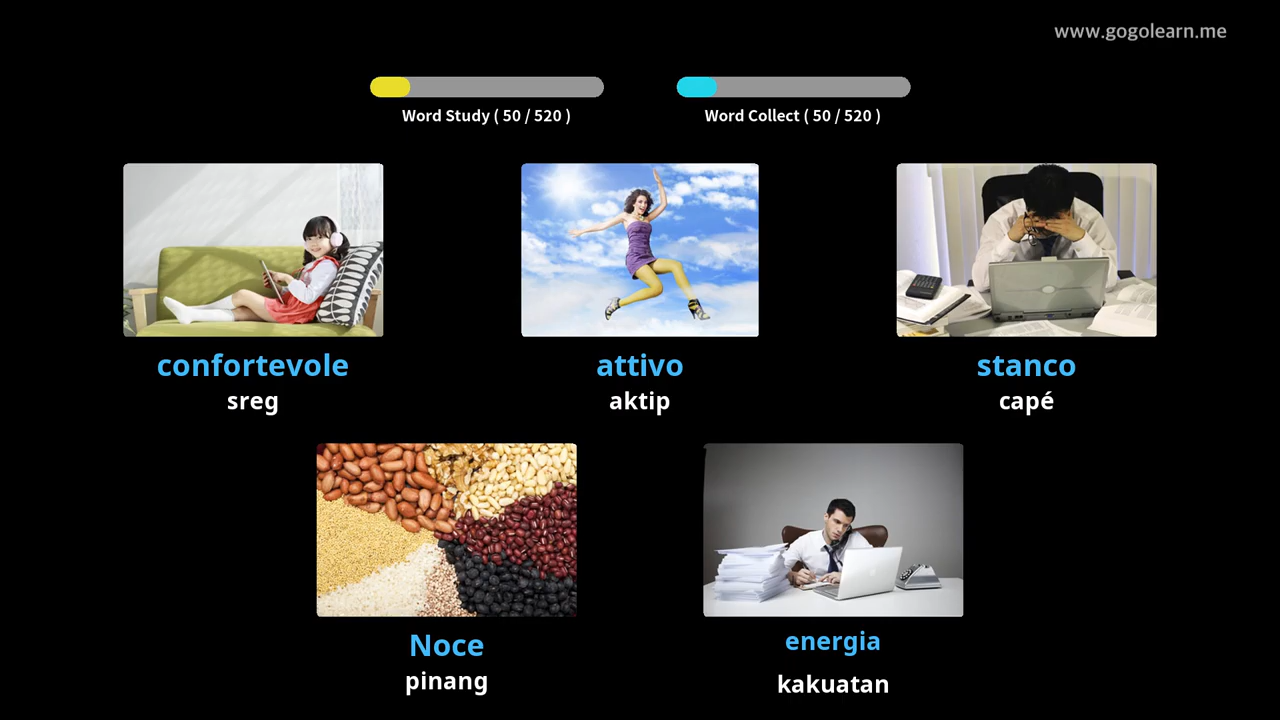 www.gogolearn.me
Word Study ( 50 / 520 )
Word Collect ( 50 / 520 )
confortevole
sreg
attivo
aktip
stanco
capé
Noce
pinang
energia
kakuatan